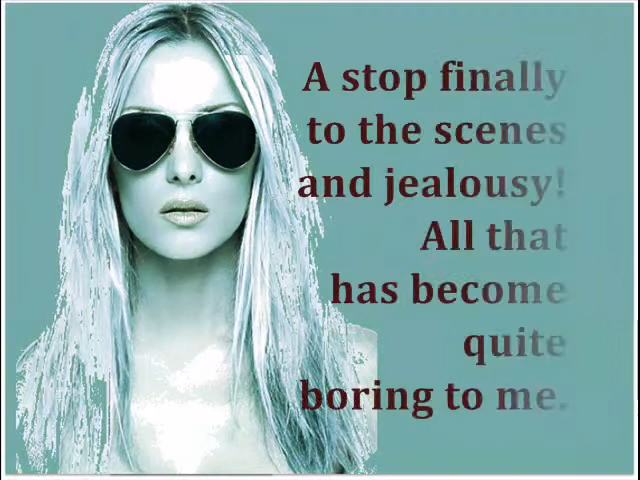 A stop finally
to the scenes
and jealousy!
All that
has become
quite
boring to me.